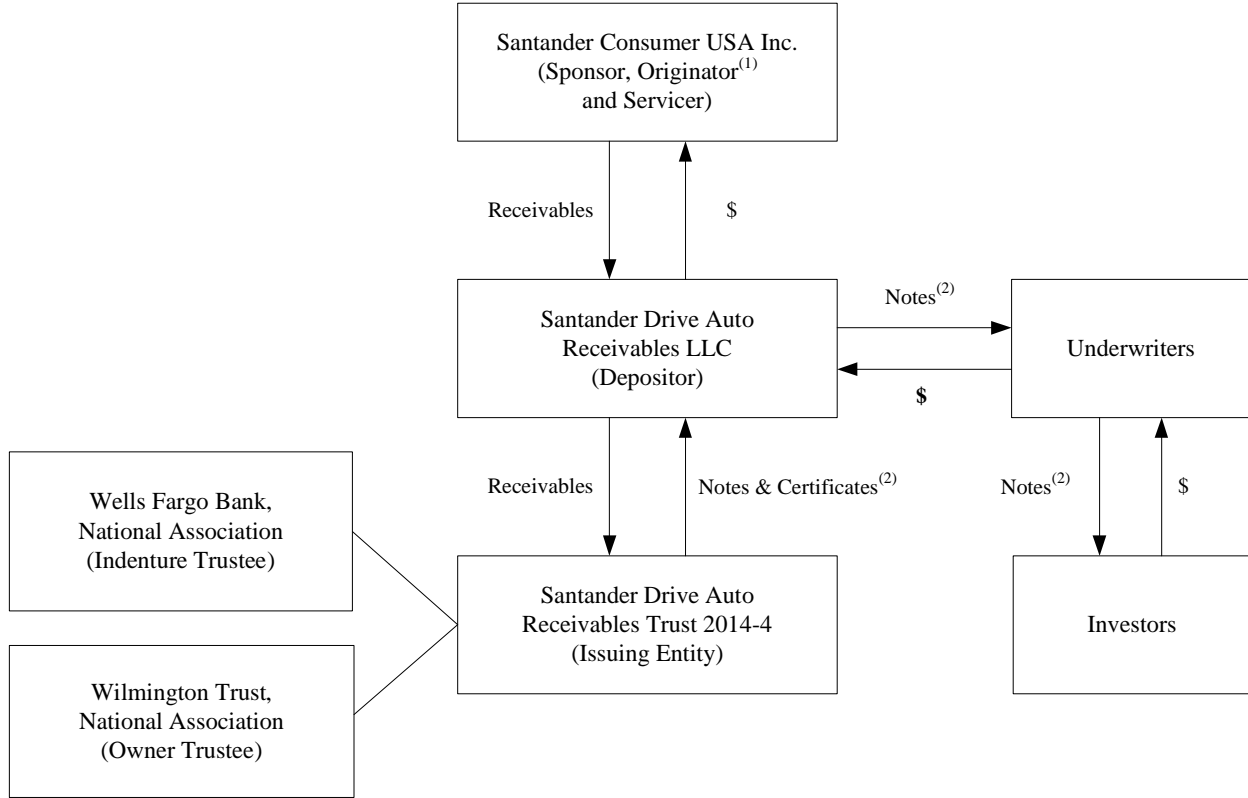 Santander Consumer USA Inc.
(Sponsor, Originator(1)
and Servicer)
Receivables
$
Santander Drive Auto
Receivables LLC
(Depositor)
Notes(2)
$
Underwriters
Receivables
Notes & Certificates(2)
Notes(2)
$
Wells Fargo Bank,
National Association
(Indenture Trustee)
Santander Drive Auto
Receivables Trust 2014-4
(Issuing Entity)
Investors
Wilmington Trust,
National Association
(Owner Trustee)